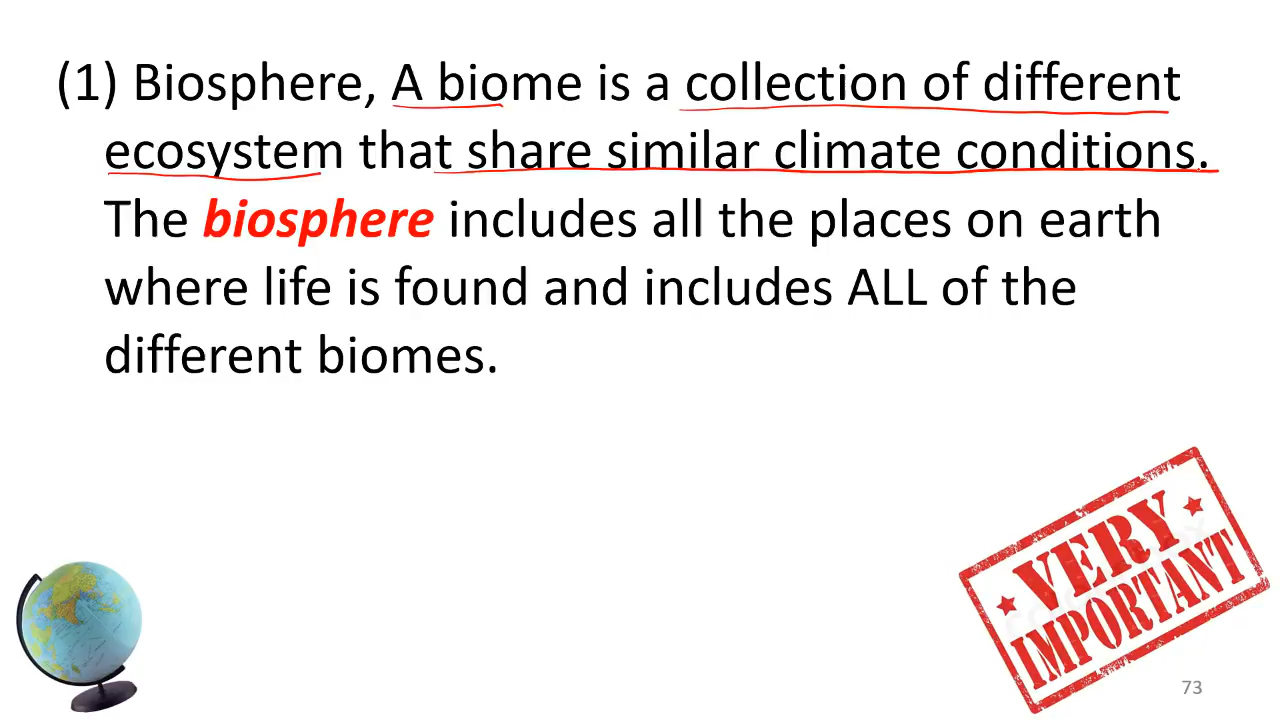 (1) Biosphere, A biome is a collection of different
ecosystem that share similar climate conditions.
The biosphere includes all the places on earth
where life is found and includes ALL of the
different biomes.
VERY
IMPORTANT
73